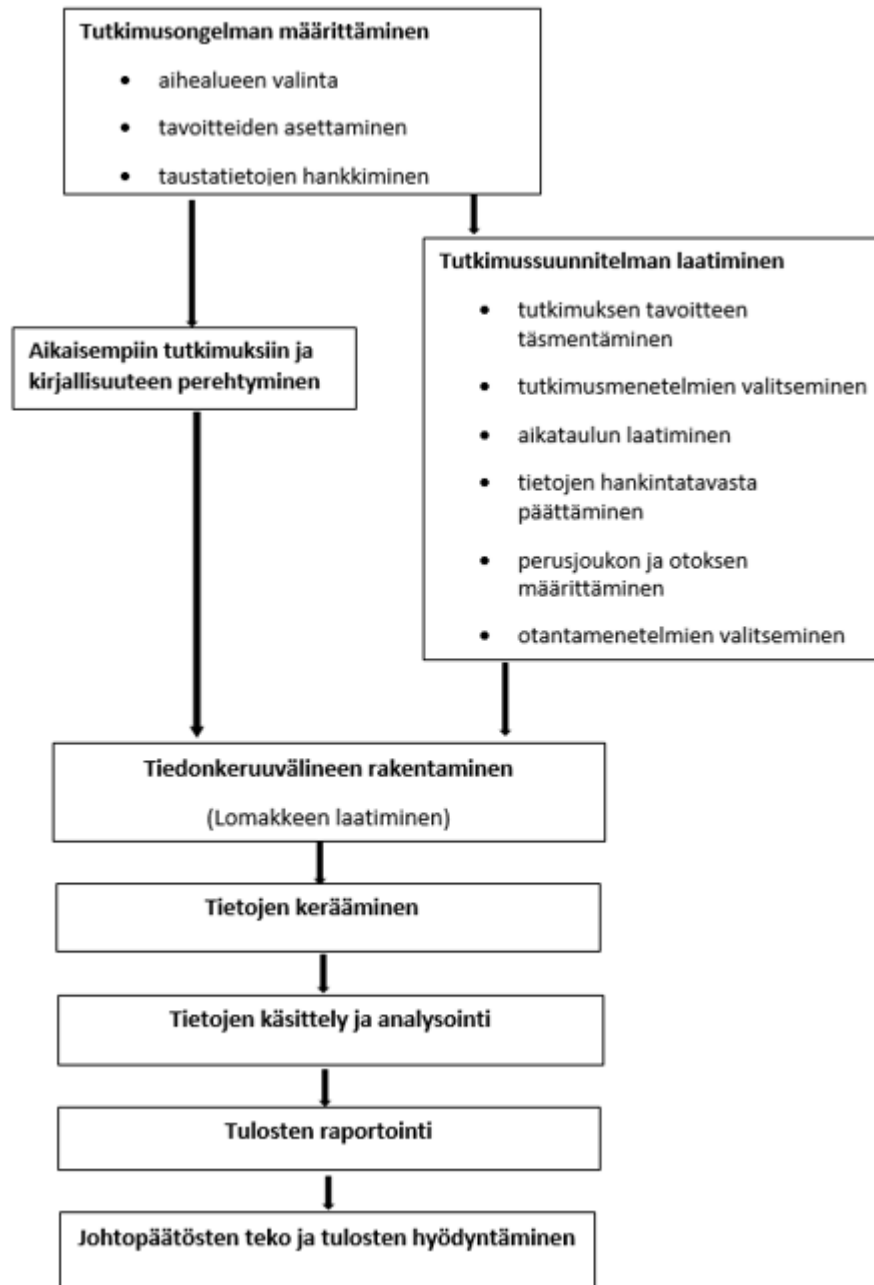 Tutkimusongelman määrittäminen
• aihealueen valinta
• tavoitteiden asettaminen
• taustatietojen hankkiminen
Tutkimussuunnitelman laatiminen
• tutkimuksen tavoitteen
täsmentäminen
• tutkimusmenetelmien valitseminen
• aikataulun laatiminen
• tietojen hankintatavasta
päättäminen
• perusjoukon ja otoksen
määrittäminen
• otantamenetelmien valitseminen
Aikaisempiin tutkimuksiin ja
kirjallisuuteen perehtyminen
Tiedonkeruuvälineen rakentaminen
(Lomakkeen laatiminen)
Tietojen kerääminen
Tietojen käsittely ja analysointi
Tulosten raportointi
Johtopäätösten teko ja tulosten hyödyntäminen